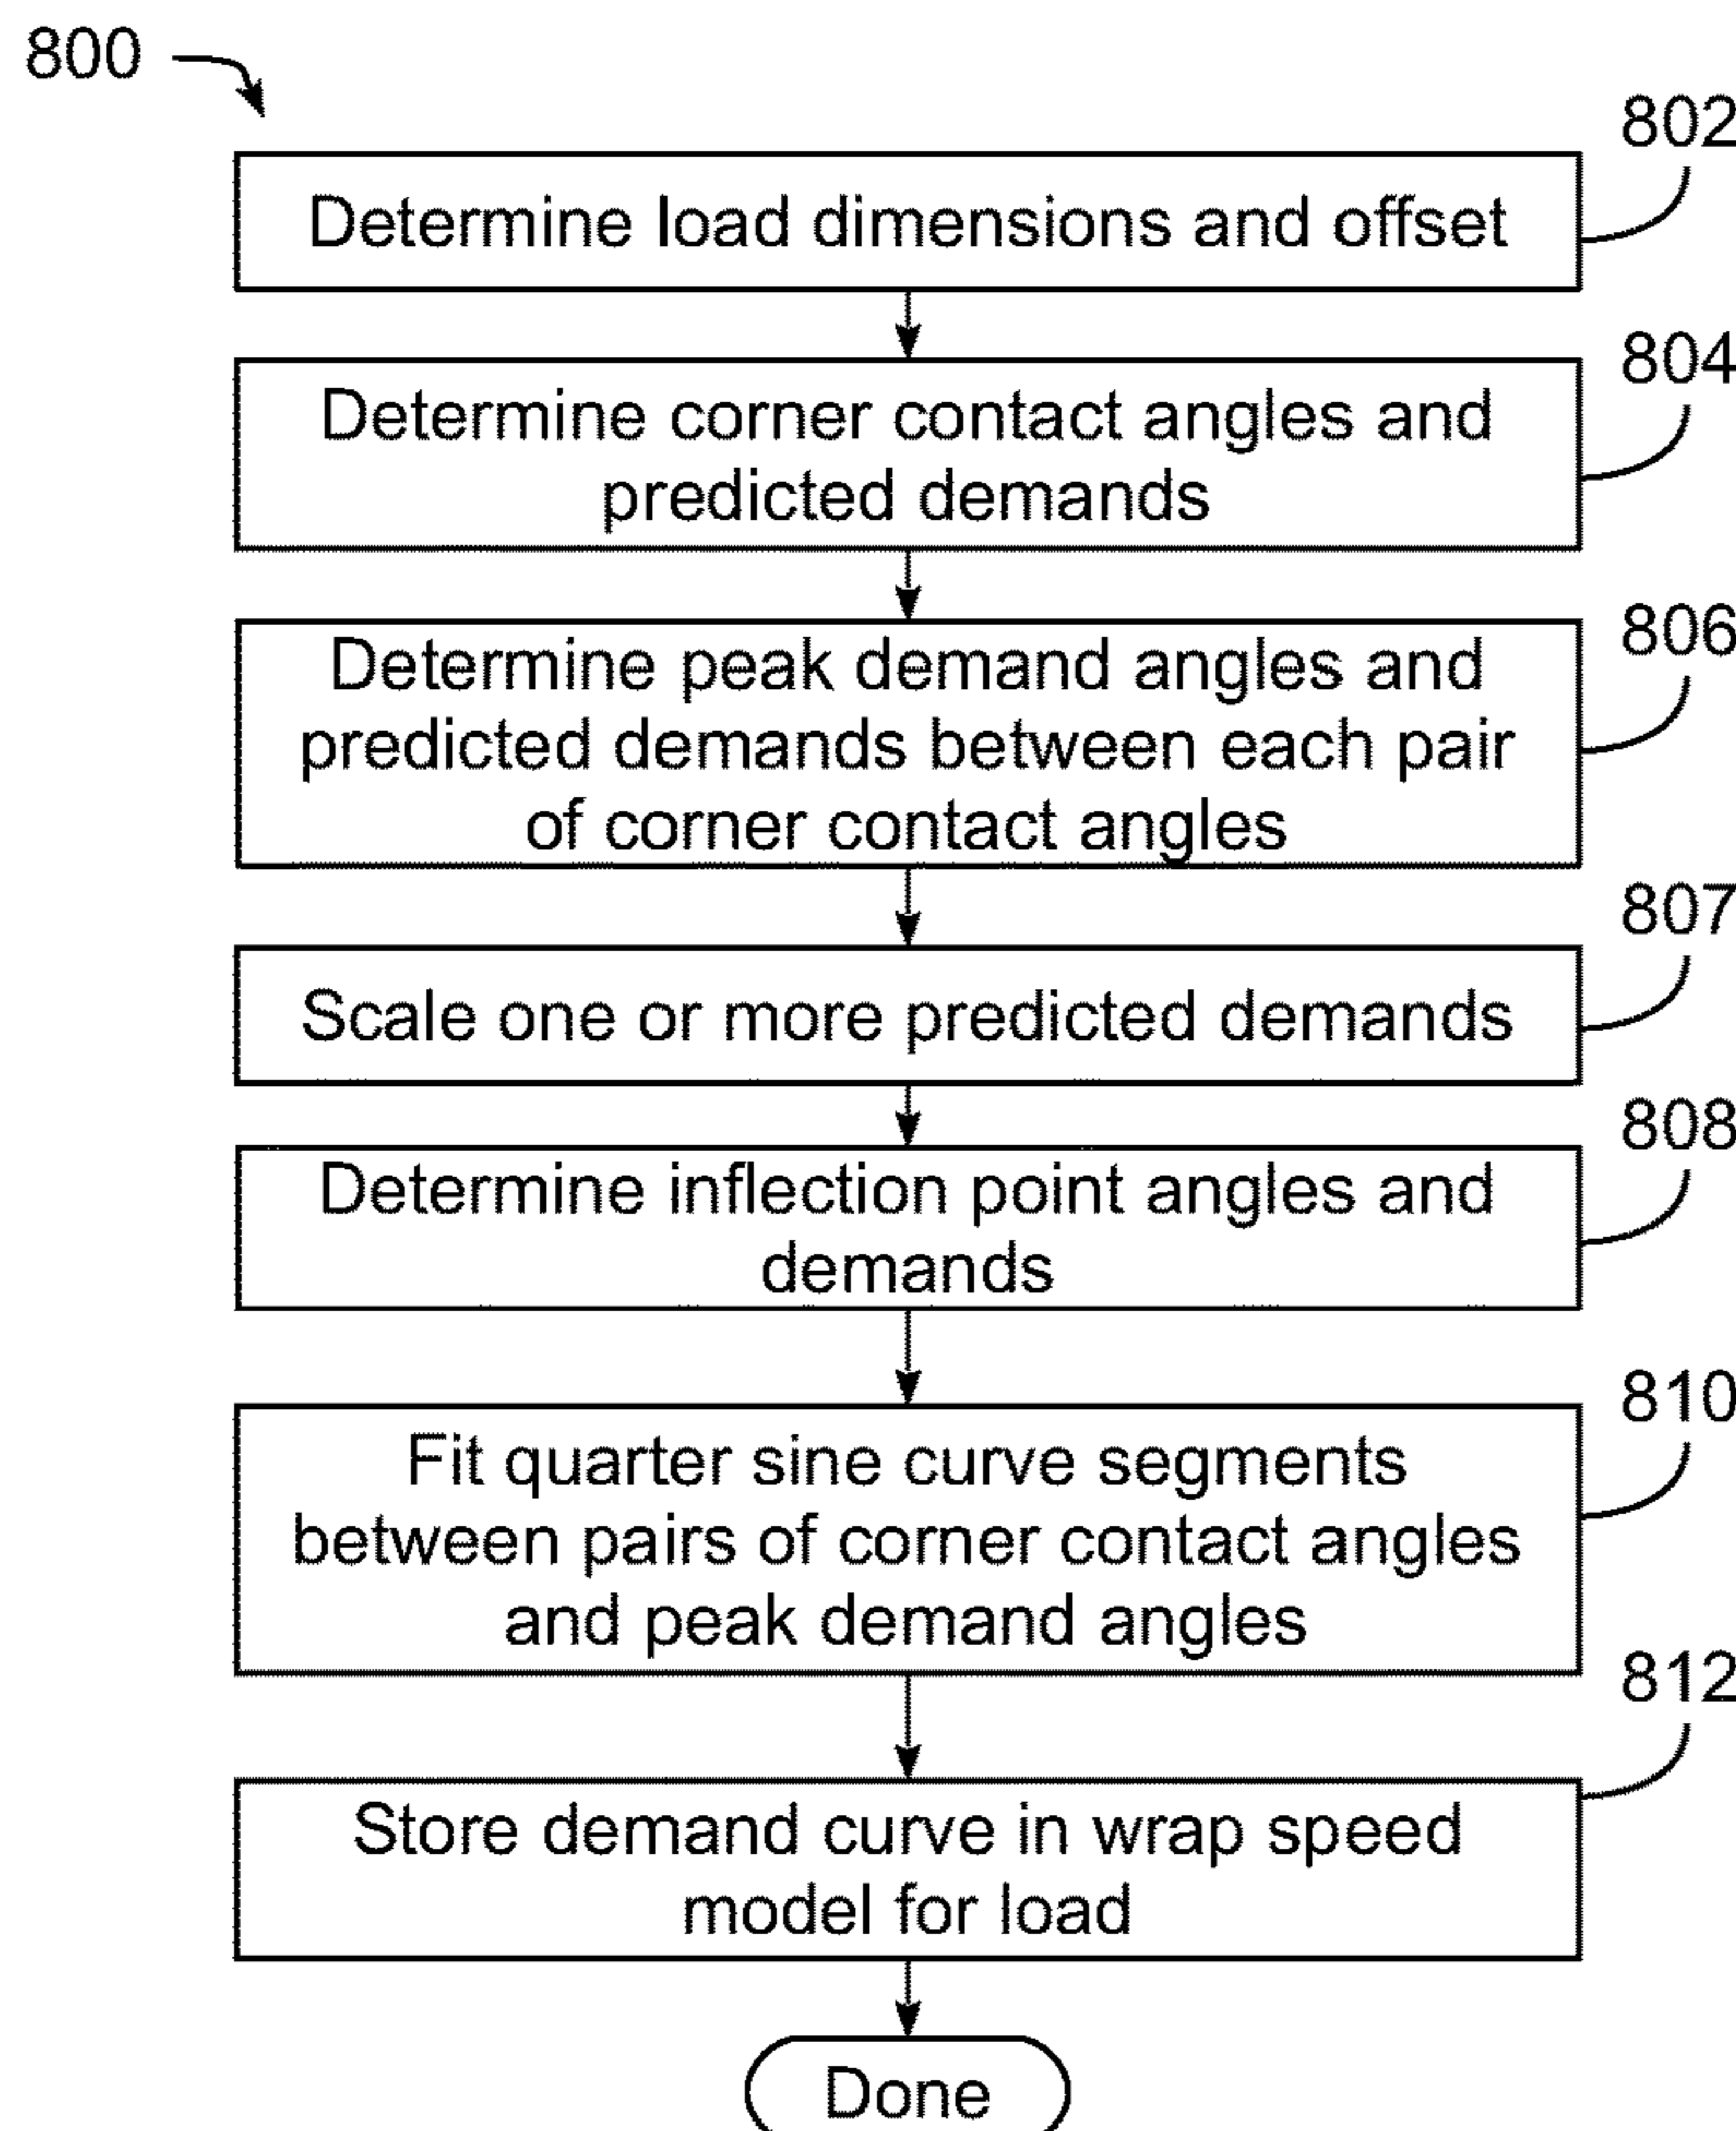 800
802
Determine load dimensions and offset
804
Determine corner contact angles and
predicted demands
806
Determine peak demand angles and
predicted demands between each pair
of corner contact angles
807
Scale one or more predicted demands
808
Determine inflection point angles and
demands
810
Fit quarter sine curve segments
between pairs of corner contact angles
and peak demand angles
812
Store demand curve in wrap speed
model for load
Done